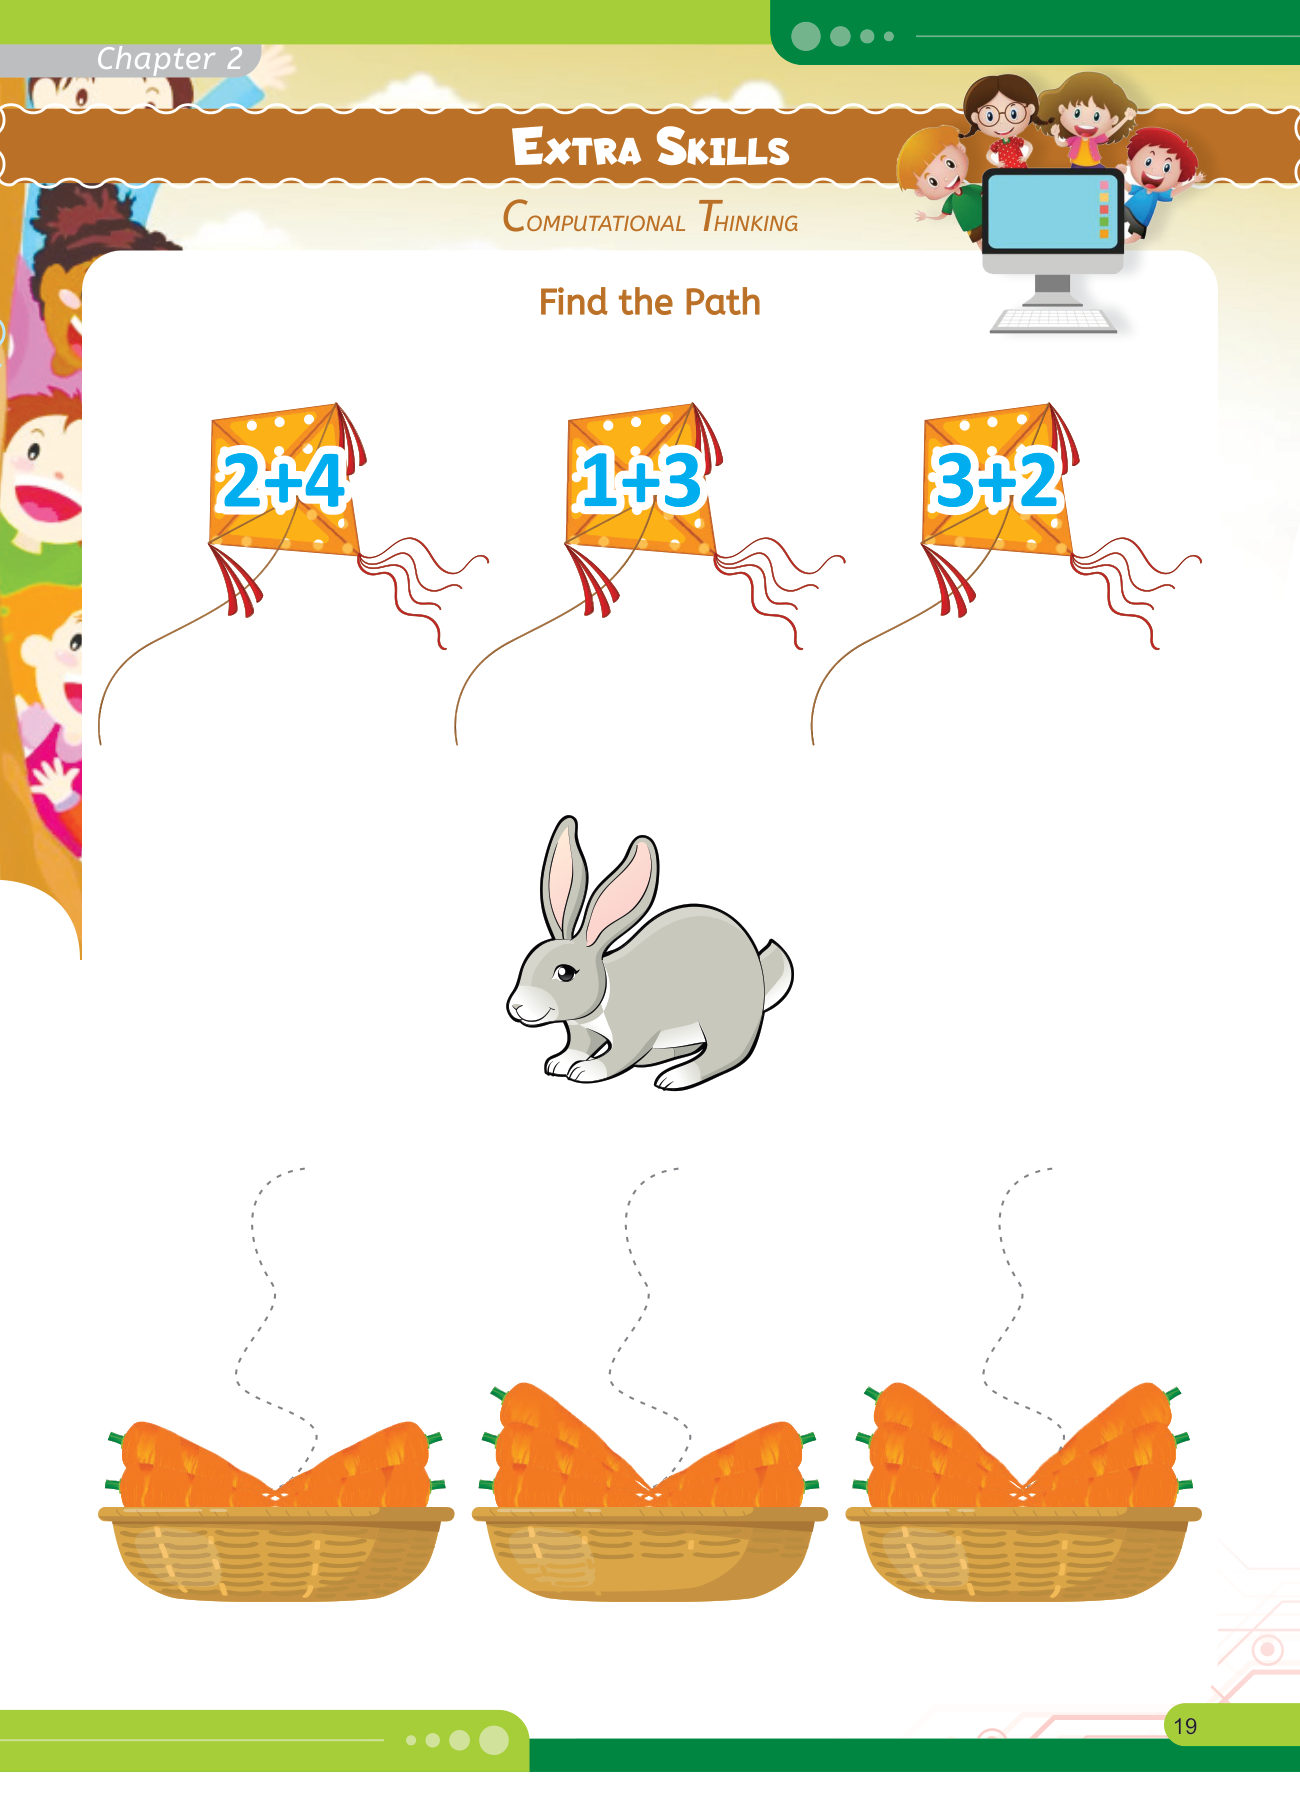 Chapter 2
EXTRA SKILLS
COMPUTATIONAL THINKING
Find the Path
2+4
1+3
3+2
19